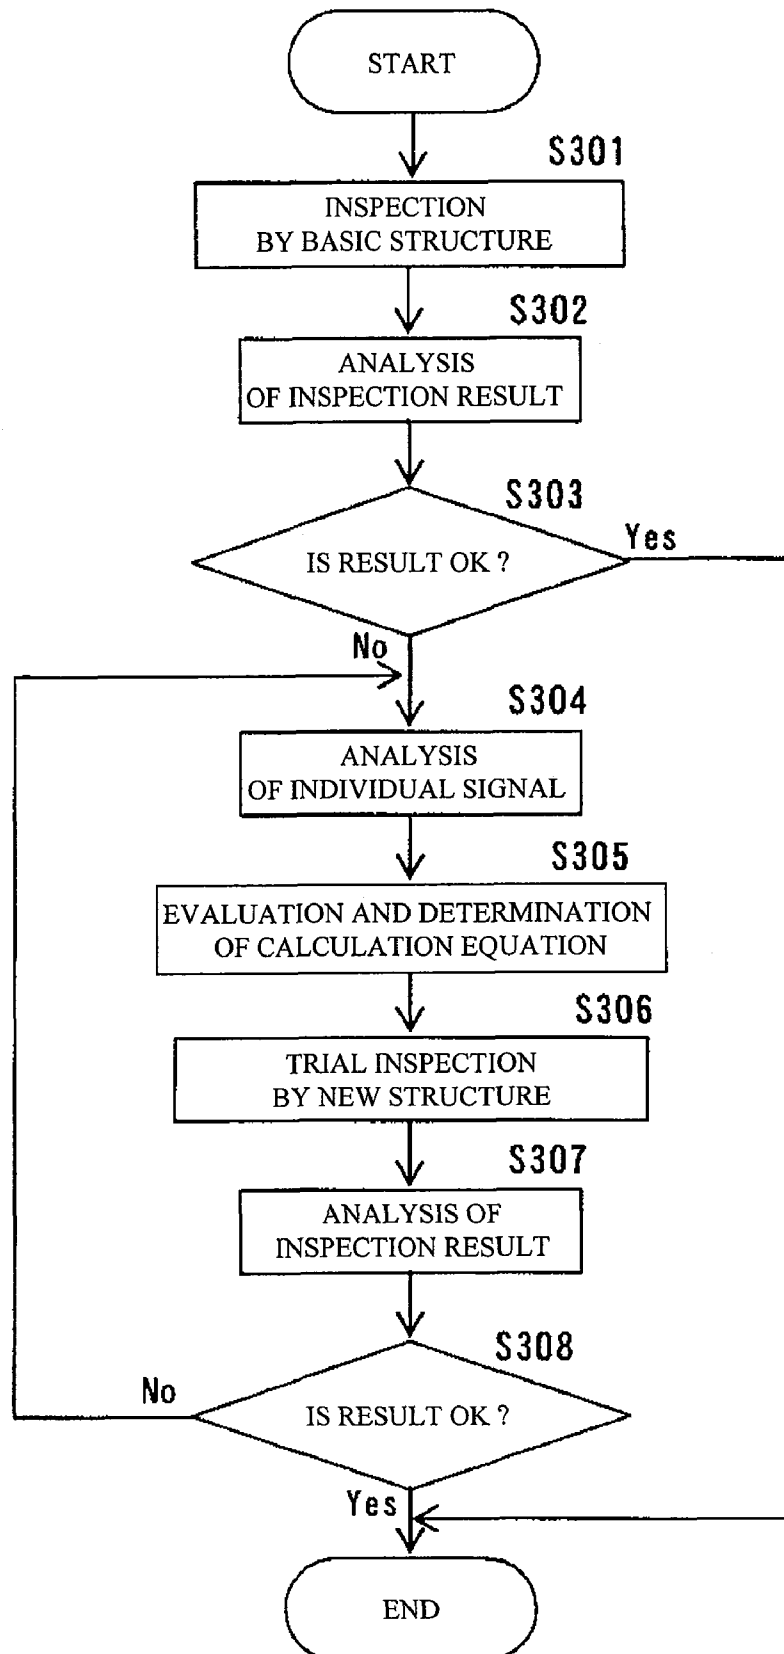 START
S301
INSPECTION
BY BASIC STRUCTURE
S302
ANALYSIS
OF INSPECTION RESULT
S303
IS RESULT OK ?
Yes
No
S304
ANALYSIS
OF INDIVIDUAL SIGNAL
S305
EVALUATION AND DETERMINATION
OF CALCULATION EQUATION
S306
TRIAL INSPECTION
BY NEW STRUCTURE
S307
ANALYSIS OF
INSPECTION RESULT
S308
No
IS RESULT OK ?
Yes
END